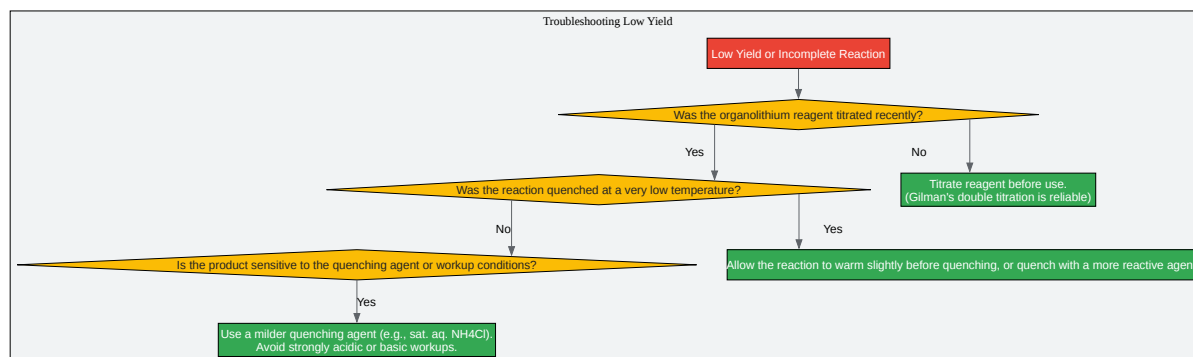 Troubleshooting Low Yield
Low Yield or Incomplete Reaction
Was the organolithium reagent titrated recently?
Yes
No
Titrate reagent before use.
(Gilman's double titration is reliable)
Was the reaction quenched at a very low temperature?
No
Yes
Is the product sensitive to the quenching agent or workup conditions?
Allow the reaction to warm slightly before quenching, or quench with a more reactive agen
Yes
Use a milder quenching agent (e.g., sat. aq. NH4Cl).
Avoid strongly acidic or basic workups.